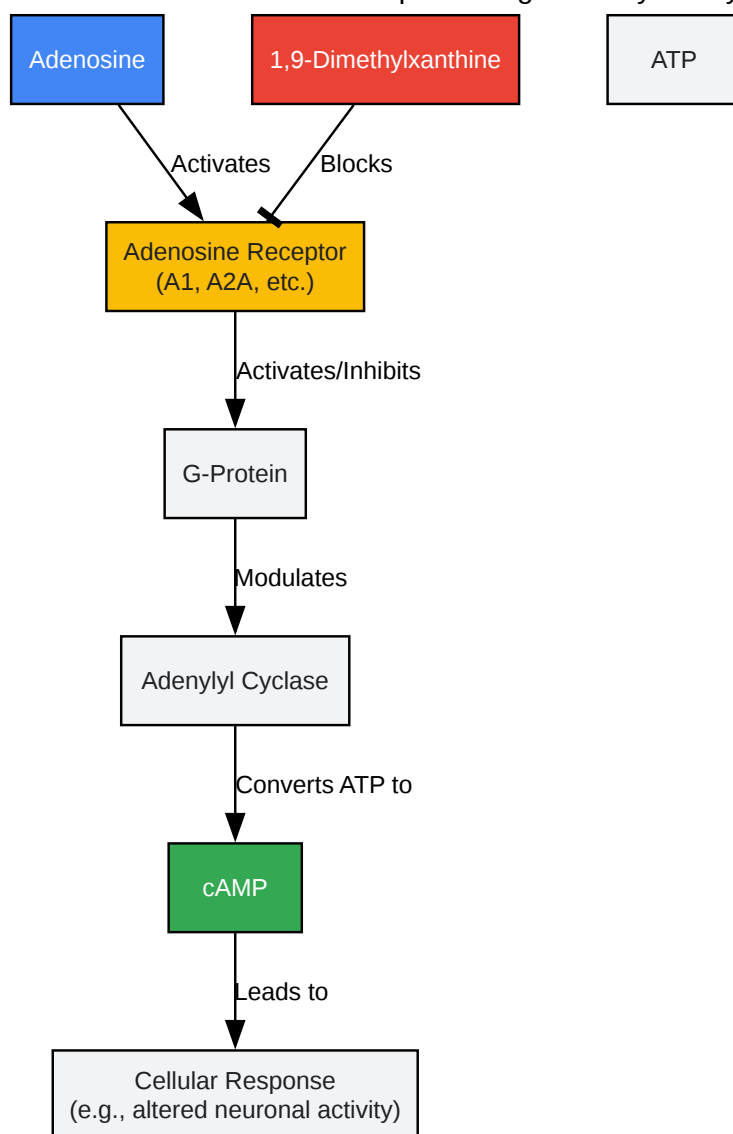 Adenosine
1,9-Dimethylxanthine
ATP
Activates
Blocks
Adenosine Receptor
(A1, A2A, etc.)
Activates/Inhibits
G-Protein
Modulates
Adenylyl Cyclase
Converts ATP to
cAMP
Leads to
Cellular Response
(e.g., altered neuronal activity)